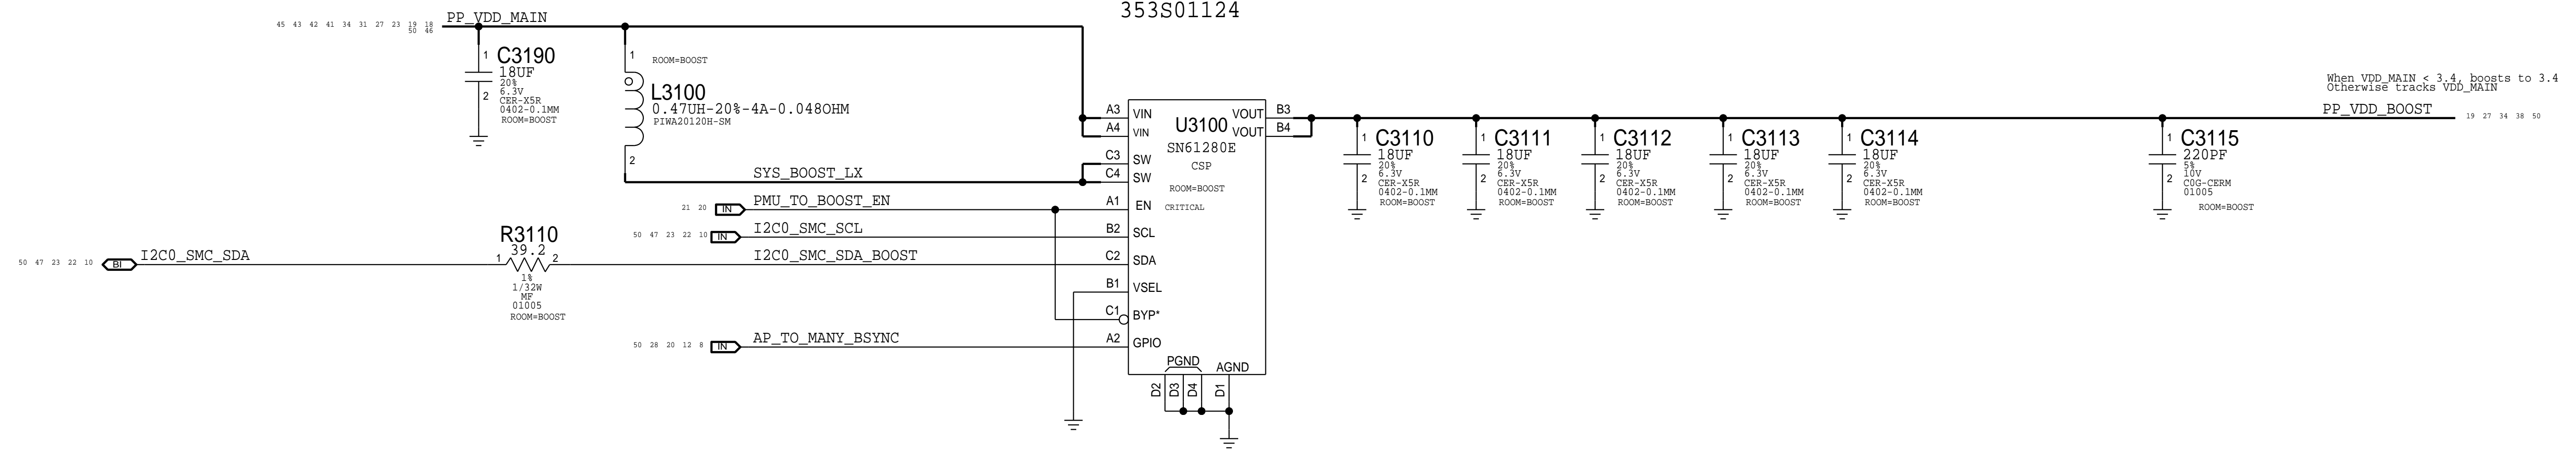 353S01124
45 43 42 41 34 31 27 23 19 18
50 46
PP_VDD_MAIN
1
C3190
18UF
20%
6.3V
2
CER-X5R
0402-0.1MM
ROOM=BOOST
1
ROOM=BOOST
L3100
0.47UH-20%-4A-0.048OHM
PIWA20120H-SM
2
SYS_BOOST_LX
21 20
IN
PMU_TO_BOOST_EN
50 47 23 22 10
IN
I2C0_SMC_SCL
50 47 23 22 10
BI
I2C0_SMC_SDA
R3110
39.2
1
2
1%
1/32W
MF
01005
ROOM=BOOST
I2C0_SMC_SDA_BOOST
50 28 20 12 8
IN
AP_TO_MANY_BSYNC
A3
VIN
A4
VIN
C3
SW
C4
SW
A1
EN
B2
SCL
C2
SDA
B1
VSEL
C1
BYP*
A2
GPIO
U3100
SN61280E
CSP
ROOM=BOOST
CRITICAL
VOUT
B3
VOUT
B4
PGND
AGND
D2
D3
D4
D1
1
C3110
18UF
20%
6.3V
2
CER-X5R
0402-0.1MM
ROOM=BOOST
1
C3111
18UF
20%
6.3V
2
CER-X5R
0402-0.1MM
ROOM=BOOST
1
C3112
18UF
20%
6.3V
2
CER-X5R
0402-0.1MM
ROOM=BOOST
1
C3113
18UF
20%
6.3V
2
CER-X5R
0402-0.1MM
ROOM=BOOST
1
C3114
18UF
20%
6.3V
2
CER-X5R
0402-0.1MM
ROOM=BOOST
1
C3115
220PF
5%
10V
2
C0G-CERM
01005
ROOM=BOOST
When VDD_MAIN < 3.4, boosts to 3.4
Otherwise tracks VDD_MAIN
PP_VDD_BOOST
19 27 34 38 50